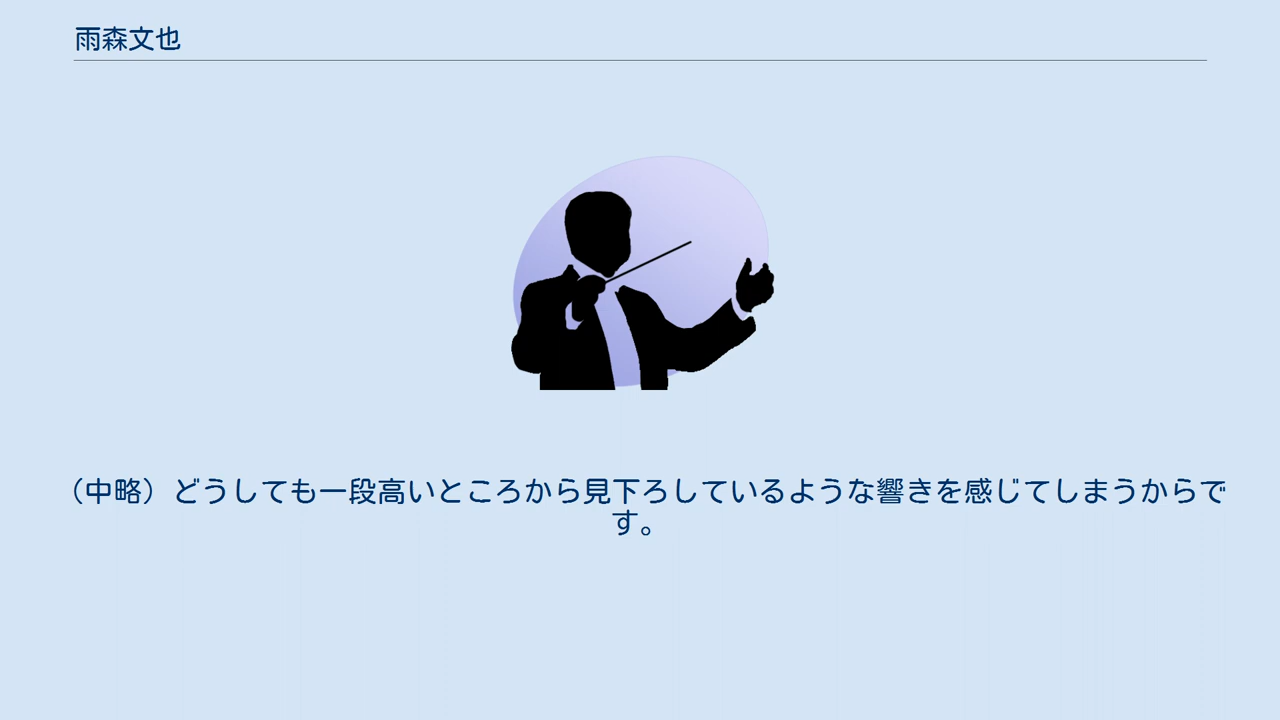 雨森文也
（中略）どうしても一段高いところから見下ろしているような響きを感じてしまうからで
す。